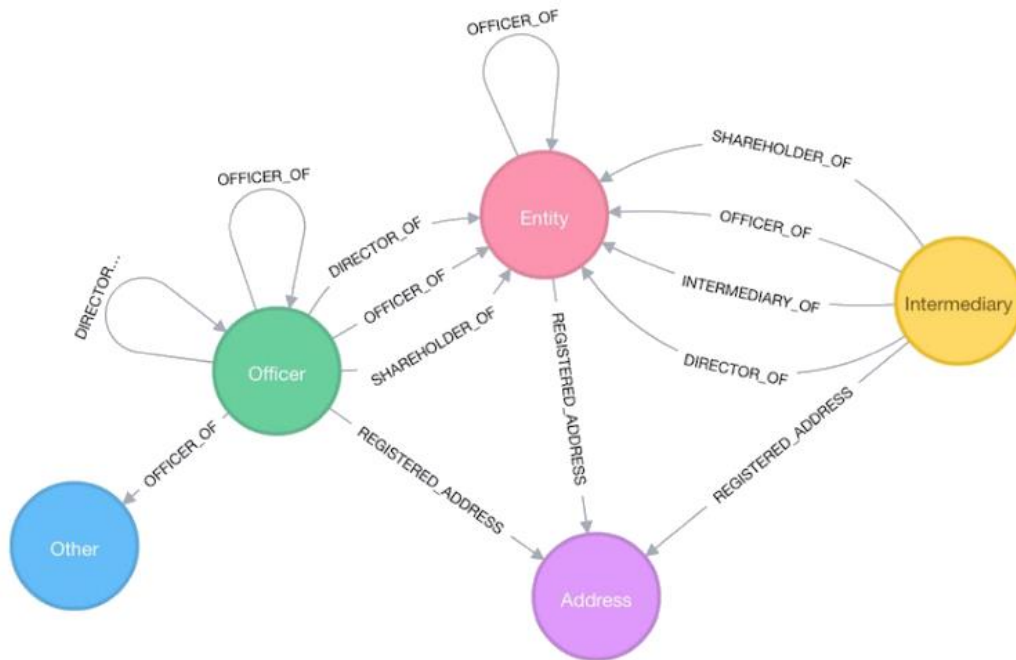 OFFICER_OF
SHAREHOLDER_OF
OFFICER_OF
Entity
OFFICER_OF
DIRECTOR_OF
DIRECTOR...
OFFICER_OF
INTERMEDIARY_OF
Intermediary
SHAREHOLDER_OF
REGISTERED_ADDRESS
DIRECTOR_OF
Officer
REGISTERED_ADDRESS
OFFICER_OF
REGISTERED_ADDRESS
Other
Address